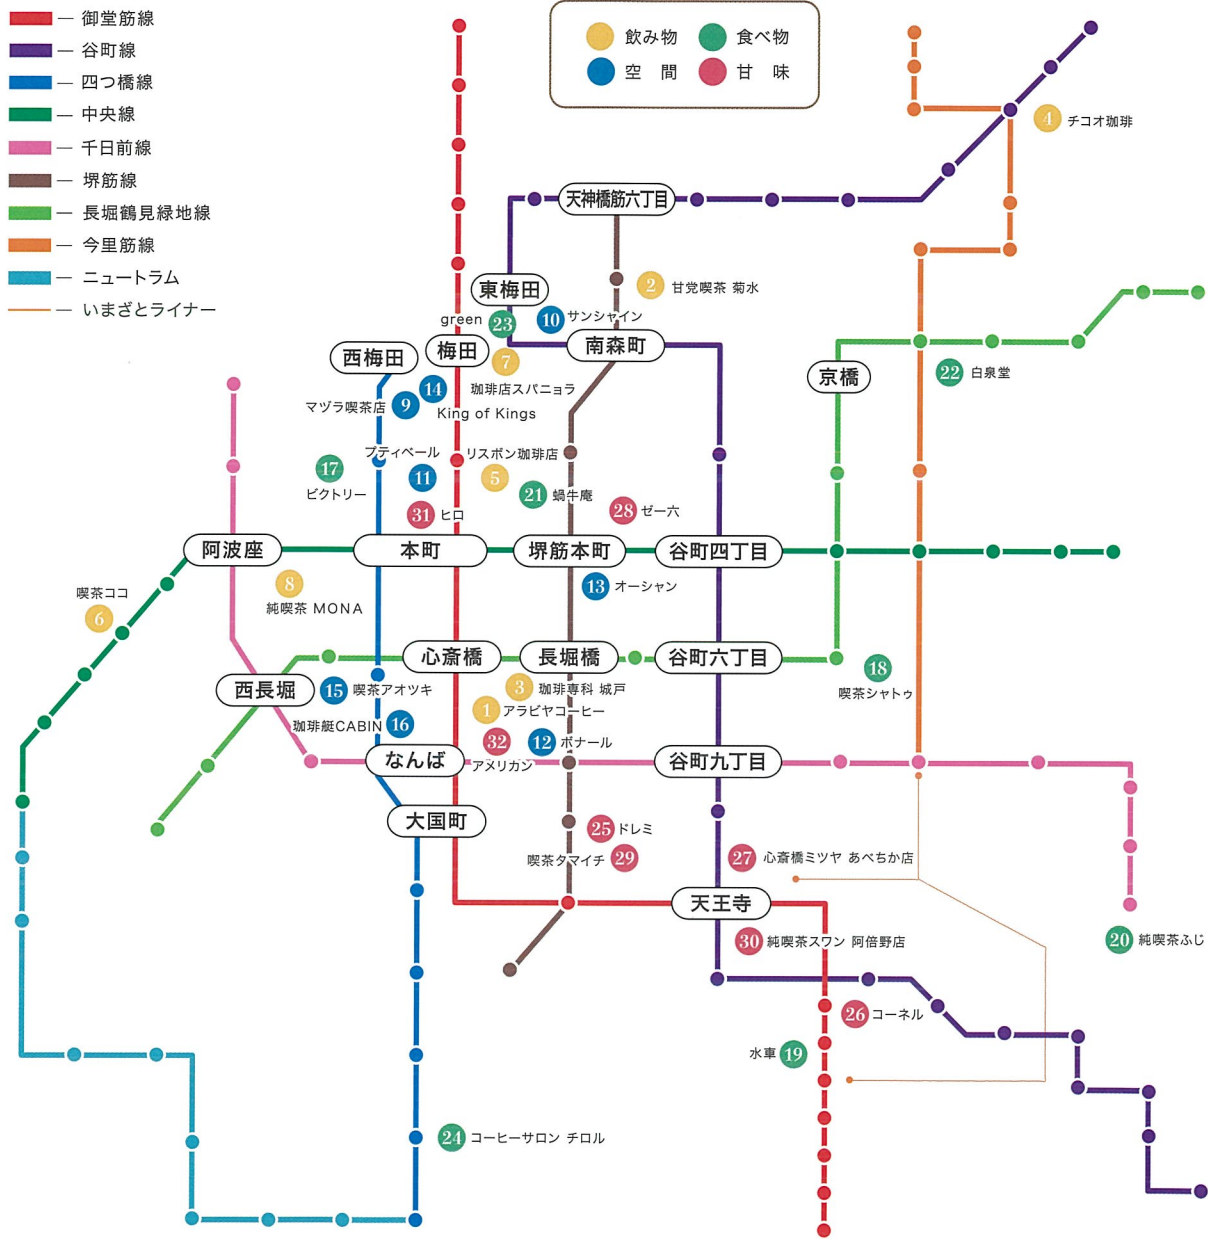 御堂筋線
谷町線
四つ橋線
中央線
千日前線
堺筋線
長堀鶴見緑地線
今里筋線
ニュートラム
いまざとライナー
飲み物
食べ物
空 間
甘 味
4 チコオ珈琲
天神橋筋六丁目
2 甘党喫茶 菊水
東梅田
green 23
10 サンシャイン
南森町
梅田
西梅田
7
珈琲店スパニョラ
京橋
22 白泉堂
14
マヅラ喫茶店 9
King of Kings
プティベール
11
リスボン珈琲店
5
17
ビクトリー
21 蝸牛庵
28 ゼー六
31 ヒロ
阿波座
本町
堺筋本町
谷町四丁目
喫茶ココ
6
8
純喫茶 MONA
13 オーシャン
心斎橋
長堀橋
谷町六丁目
18
喫茶シャトゥ
西長堀
15 喫茶アオツキ
3 珈琲専科 城戸
1 アラビヤコーヒー
珈琲艇CABIN 16
32
アメリカン
12 ボナール
なんば
谷町九丁目
大国町
25 ドレミ
喫茶タマイチ 29
27 心斎橋ミツヤ あべちか店
天王寺
30 純喫茶スワン 阿倍野店
20 純喫茶ふじ
26 コーネル
水車 19
24 コーヒーサロン チロル